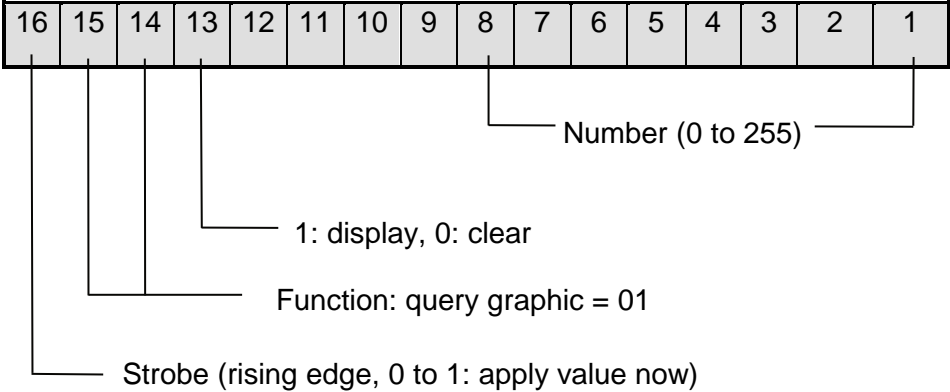 16 15 14 13 12 11 10 9 8 7 6 5 4 3 2 1
Number (0 to 255)
1: display, 0: clear
Function: query graphic = 01
Strobe (rising edge, 0 to 1: apply value now)